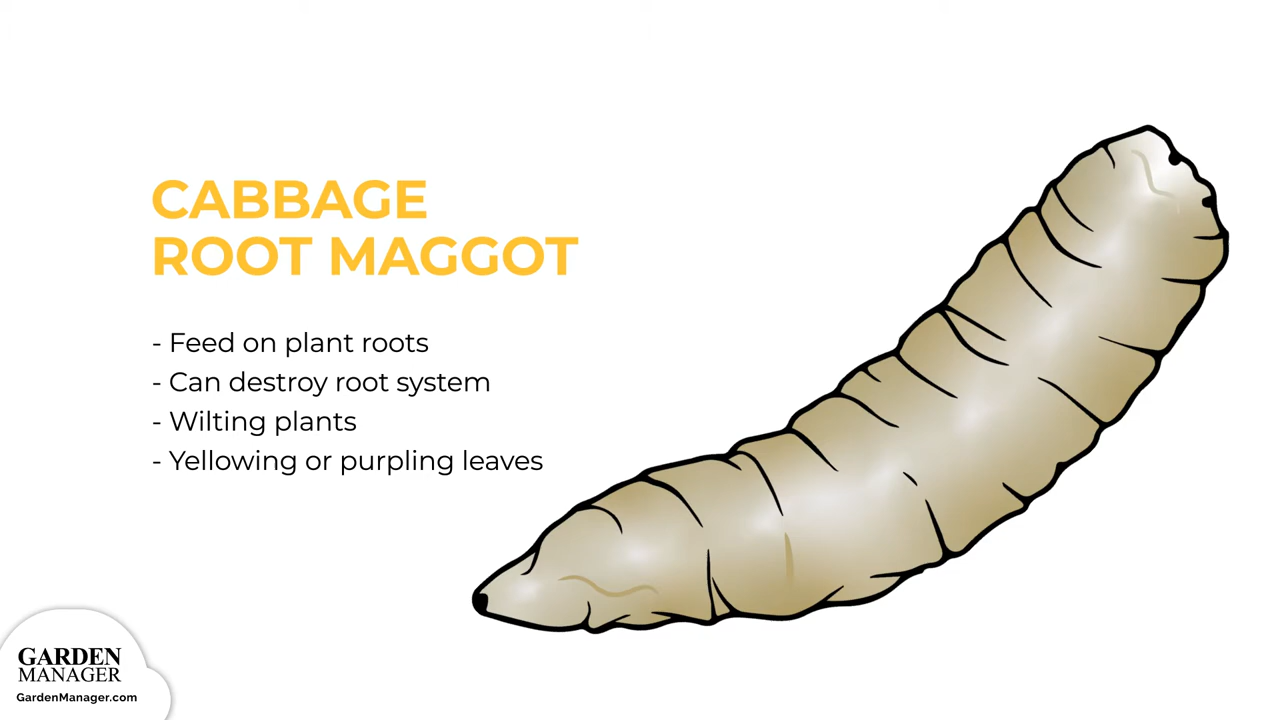 CABBAGE
ROOT MAGGOT
- Feed on plant roots
- Can destroy root system
- Wilting plants
- Yellowing or purpling leaves
GARDEN
MANAGER
GardenManager.com